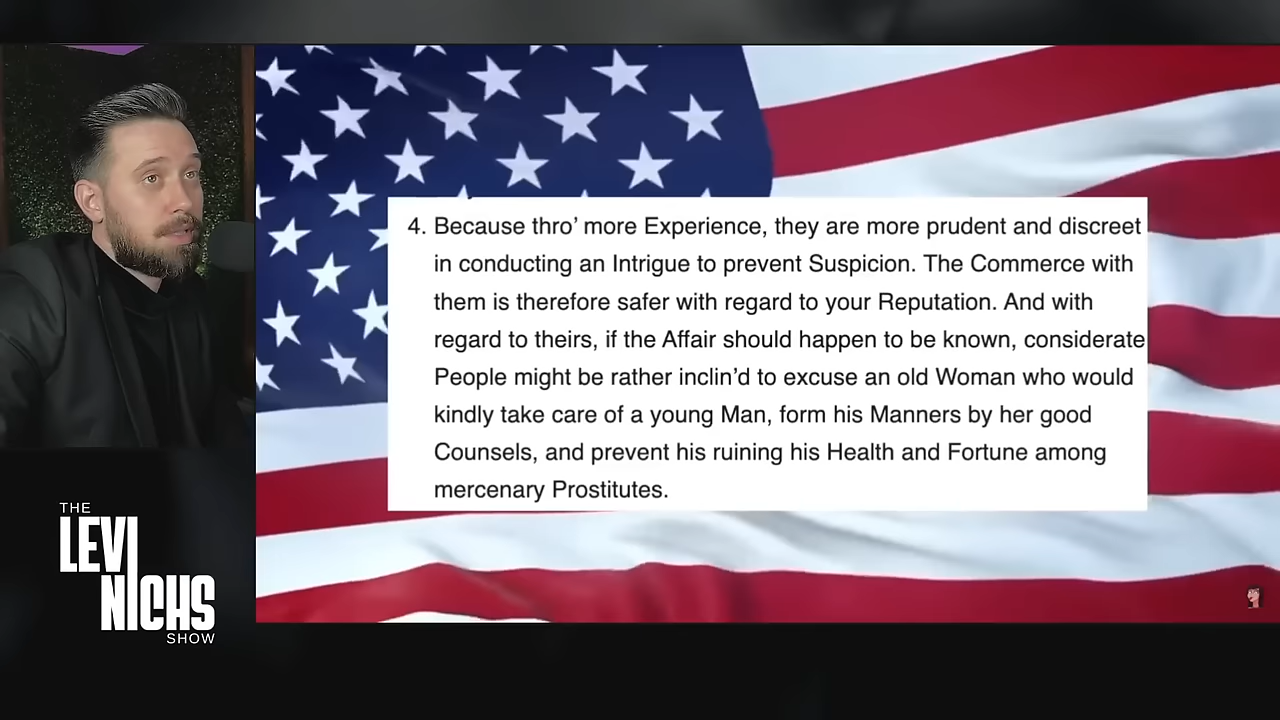 4. Because thro’ more Experience, they are more prudent and discreet
in conducting an Intrigue to prevent Suspicion. The Commerce with
them is therefore safer with regard to your Reputation. And with
regard to theirs, if the Affair should happen to be known, considerate
People might be rather inclin’d to excuse an old Woman who would
kindly take care of a young Man, form his Manners by her good
Counsels, and prevent his ruining his Health and Fortune among
mercenary Prostitutes.
THE
LEVI
NICHS
SHOW